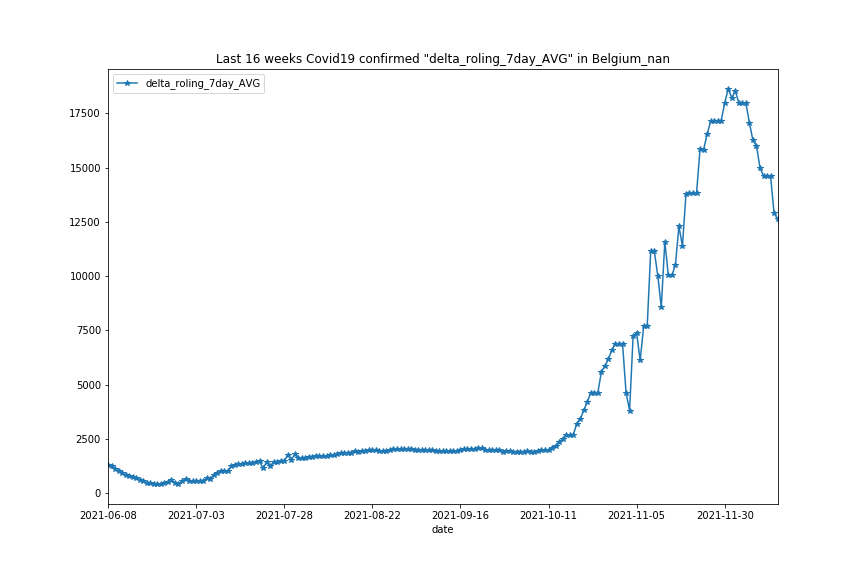 Last 16 weeks Covid19 confirmed "delta_roling_7day_AVG" in Belgium_nan
delta_roling_7day_AVG
17500
15000
12500
10000
7500
5000
2500
0
2021-06-08 2021-07-03 2021-07-28 2021-08-22 2021-09-16 2021-10-11 2021-11-05 2021-11-30
date